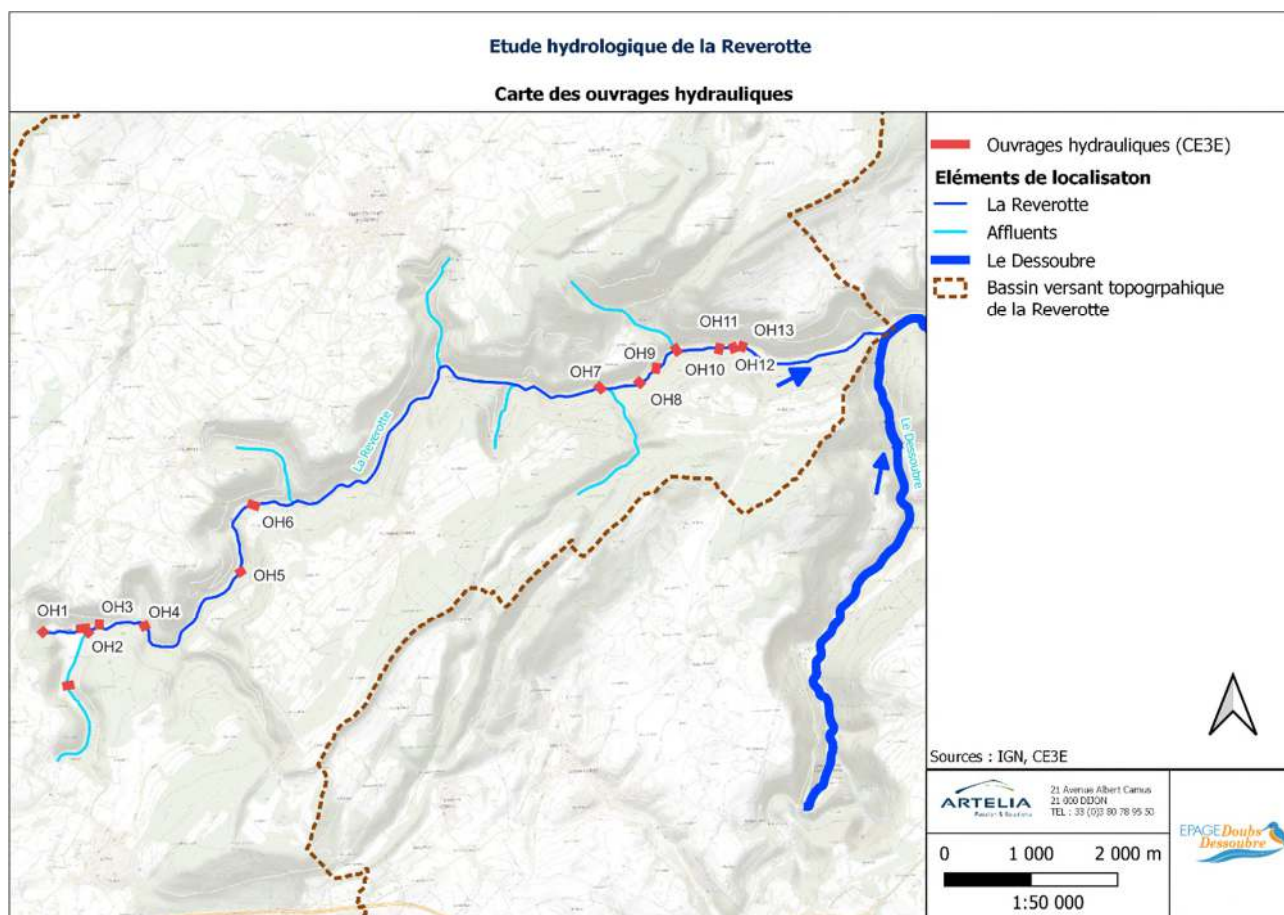 Etude hydrologique de la Reverotte
Carte des ouvrages hydrauliques
Ouvrages hydrauliques (CE3E)
Eléments de localisaton
La Reverotte
Affluents
Le Dessoubre
Bassin versant topogrpahique
de la Reverotte
OH11
OH13
OH9
OH7
OH10
OH12
OH8
La Reverotte
Le Dessoubre
OH6
OH5
OH1
OH3
OH4
OH2
Sources : IGN, CE3E
ARTELIA
21 Avenue Albert Camus
21 000 DIJON
TEL : 33 (0)3 80 78 95 50
EPAGE Doubs
Dessoubre
0 1 000 2 000 m
1:50 000